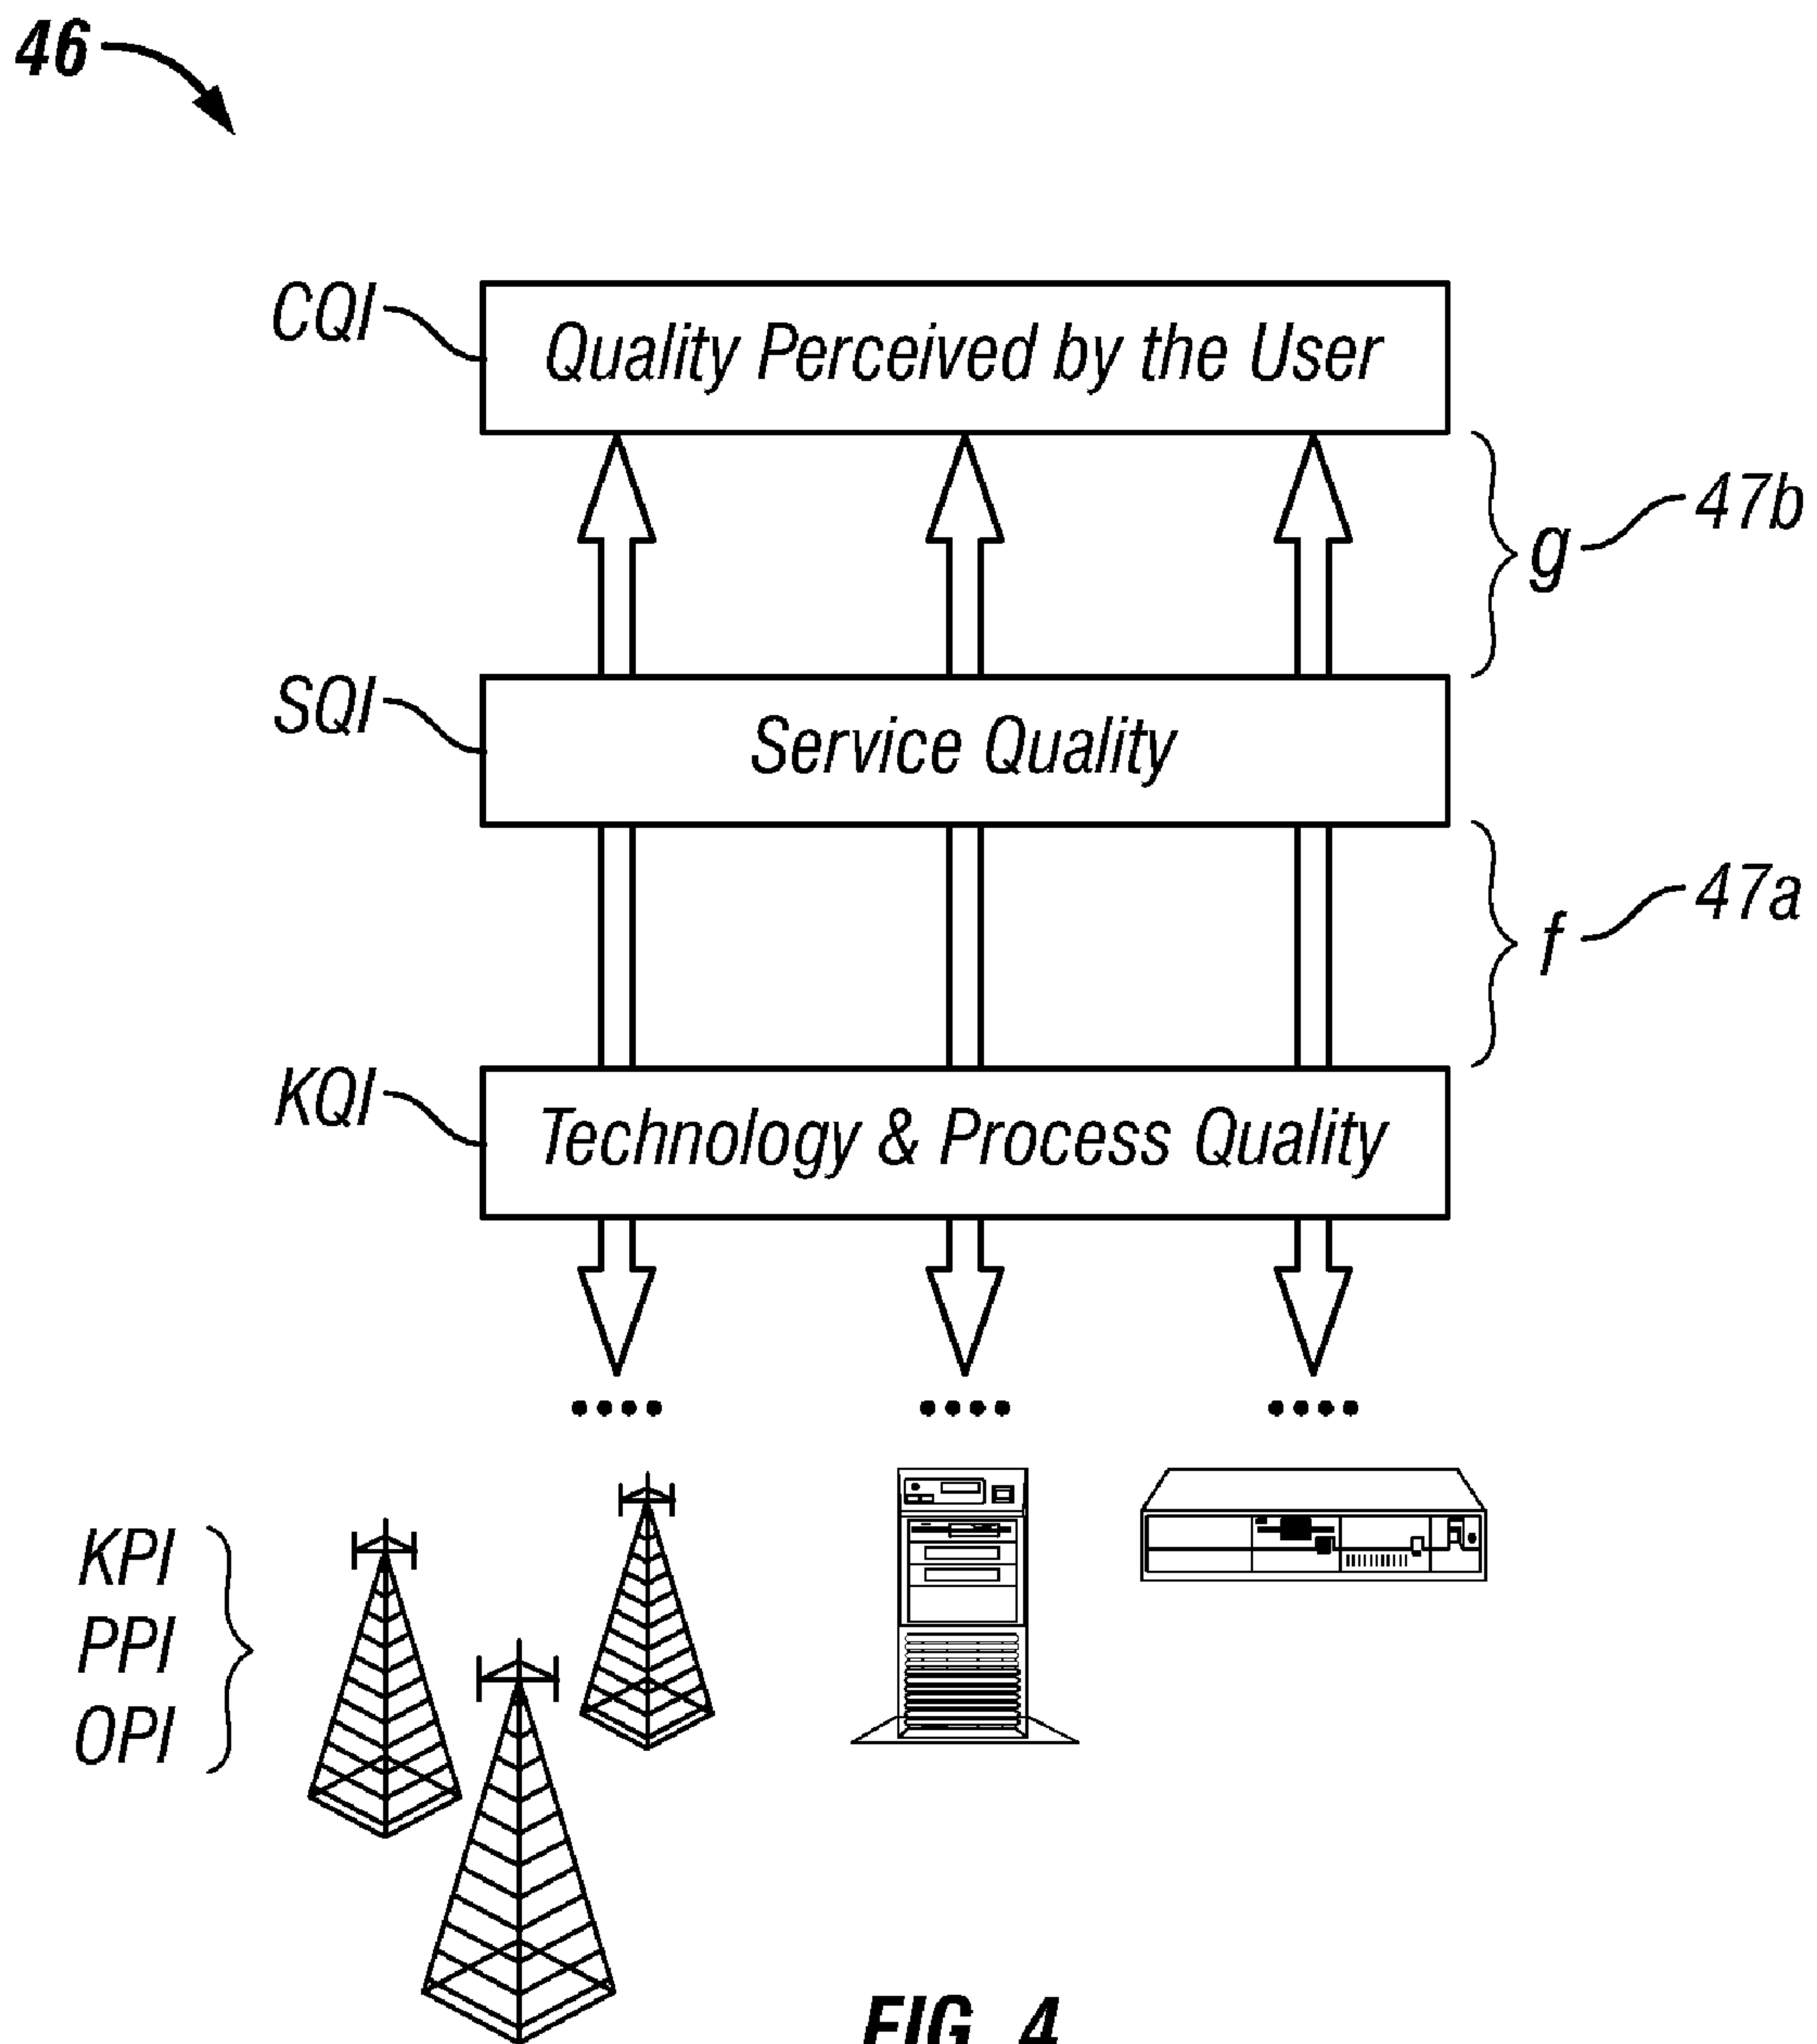 46
CQI
Quality Perceived by the User
g
47b
SQI
Service Quality
f
47a
KQI
Technology & Process Quality
KPI
PPI
OPI
FIG. 4